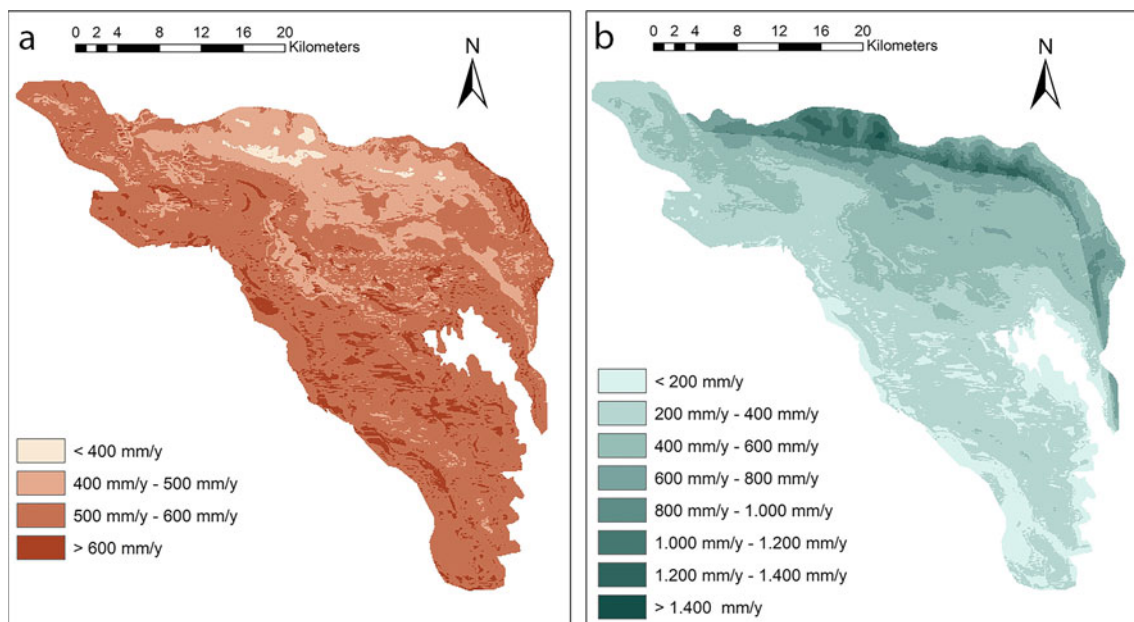 a
0 2 4 8 12 16 20
Kilometers
N
< 400 mm/y
400 mm/y - 500 mm/y
500 mm/y - 600 mm/y
> 600 mm/y
b
0 2 4 8 12 16 20
Kilometers
N
< 200 mm/y
200 mm/y - 400 mm/y
400 mm/y - 600 mm/y
600 mm/y - 800 mm/y
800 mm/y - 1.000 mm/y
1.000 mm/y - 1.200 mm/y
1.200 mm/y - 1.400 mm/y
> 1.400 mm/y